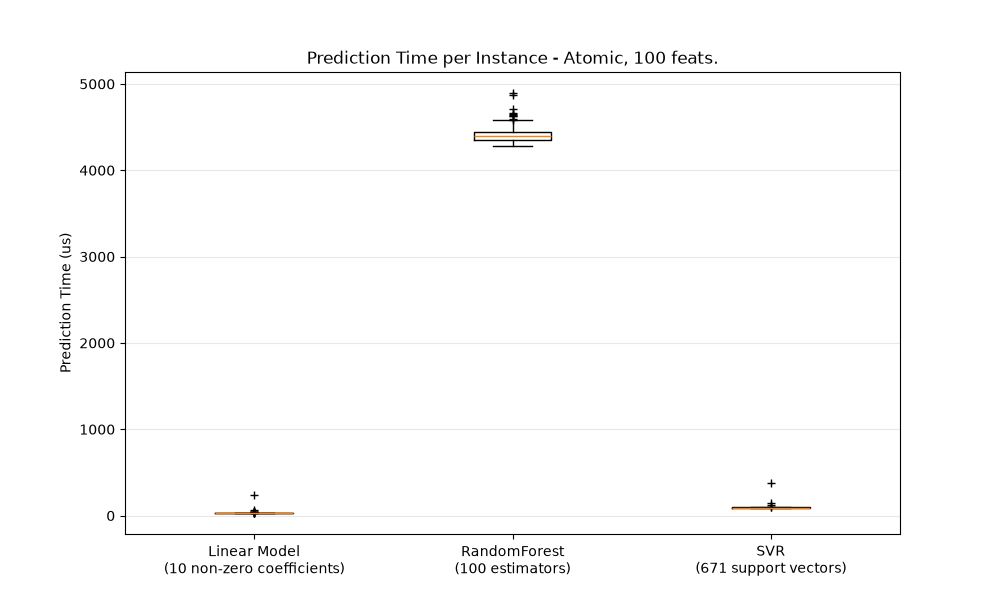 Prediction Time per Instance - Atomic, 100 feats.
Prediction Time (us)
5000
4000
3000
2000
1000
0
Linear Model
(10 non-zero coefficients)
RandomForest
(100 estimators)
SVR
(671 support vectors)